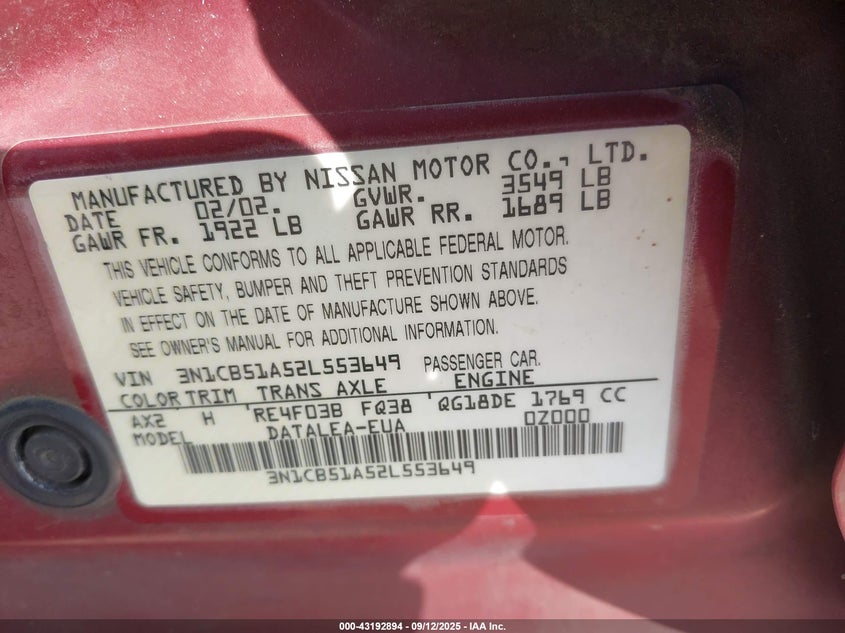 MANUFACTURED BY NISSAN MOTOR CO., LTD.
DATE 02/02. GVWR. 3549 LB
GAWR FR. 1922 LB GAWR RR. 1689 LB
THIS VEHICLE CONFORMS TO ALL APPLICABLE FEDERAL MOTOR.
VEHICLE SAFETY, BUMPER AND THEFT PREVENTION STANDARDS
IN EFFECT ON THE DATE OF MANUFACTURE SHOWN ABOVE.
SEE OWNER'S MANUAL FOR ADDITIONAL INFORMATION.
VIN 3N1CB51A52L553649 PASSENGER CAR.
COLOR TRIM TRANS AXLE ENGINE
AX2 H RE4F03B FQ38 QG18DE 1769 CC
MODEL DATALEA-EUA 0Z000
3N1CB51A52L553649
000-43192894 - 09/12/2025 - IAA Inc.